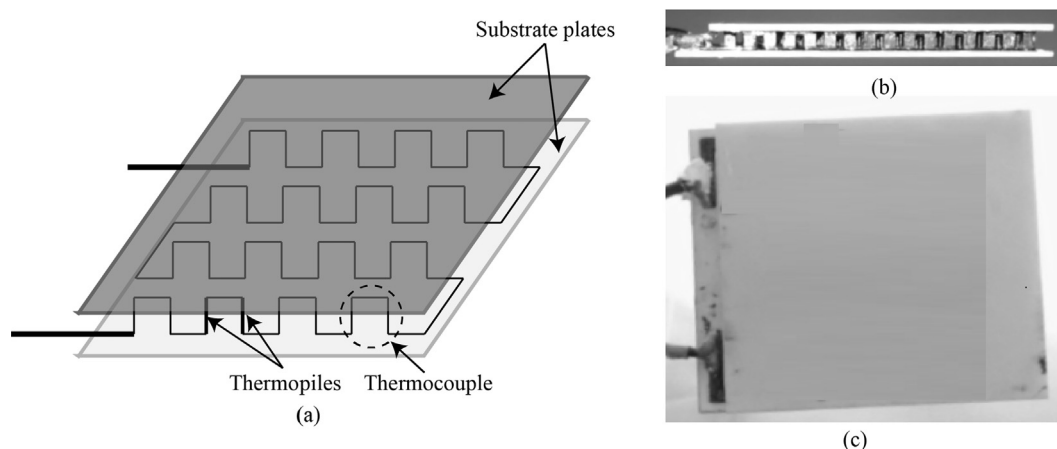 Substrate plates
(b)
Thermopiles
Thermocouple
(a)
(c)